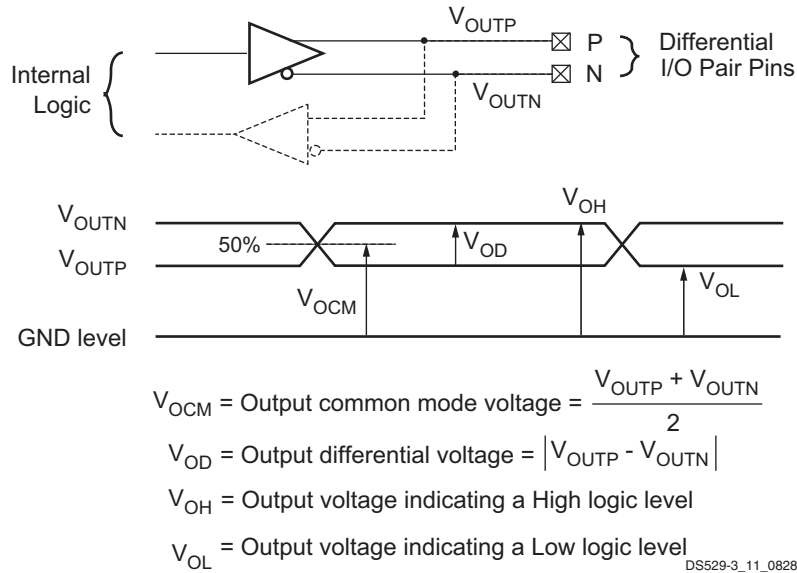 V_OUTP
P
Differential
I/O Pair Pins
N
Internal
Logic
V_OUTN
V_OH
V_OUTN
50%
V_OD
V_OUTP
V_OL
V_OCM
GND level
V_OCM = Output common mode voltage = V_OUTP + V_OUTN
2
V_OD = Output differential voltage = |V_OUTP - V_OUTN|
V_OH = Output voltage indicating a High logic level
V_OL = Output voltage indicating a Low logic level
DS529-3_11_0828